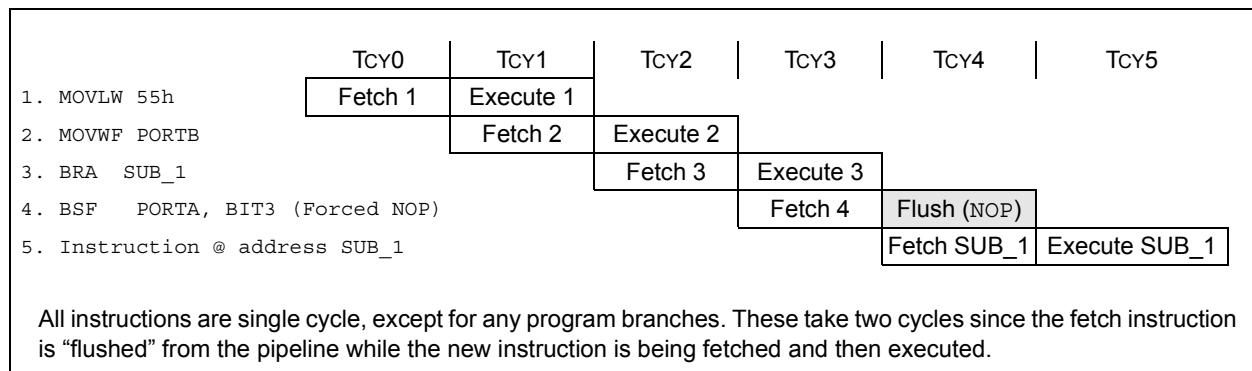 TCY0 TCY1 TCY2 TCY3 TCY4 TCY5
1. MOVLW 55h Fetch 1 Execute 1
2. MOVWF PORTB Fetch 2 Execute 2
3. BRA SUB_1 Fetch 3 Execute 3
4. BSF PORTA, BIT3 (Forced NOP) Fetch 4 Flush (NOP)
5. Instruction @ address SUB_1 Fetch SUB_1 Execute SUB_1
All instructions are single cycle, except for any program branches. These take two cycles since the fetch instruction
is “flushed” from the pipeline while the new instruction is being fetched and then executed.